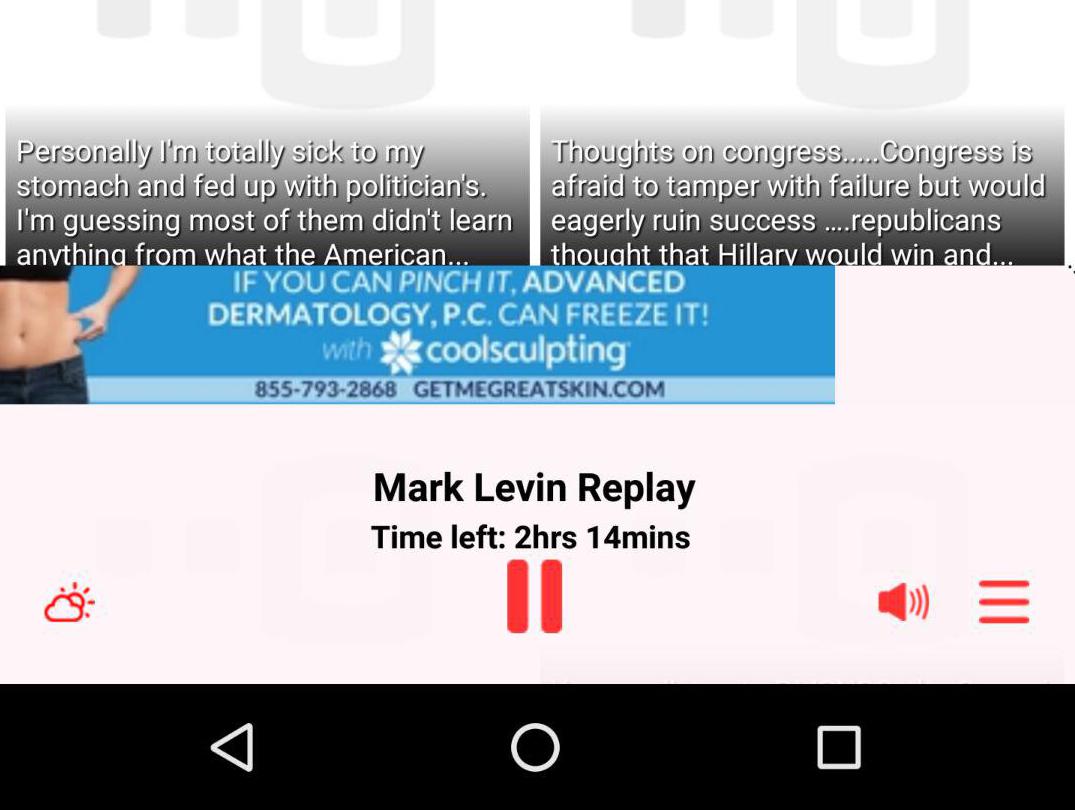 Personally I'm totally sick to my
stomach and fed up with politician's.
I'm guessing most of them didn't learn
anything from what the American...
Thoughts on congress.....Congress is
afraid to tamper with failure but would
eagerly ruin success ....republicans
thought that Hillary would win and...
IF YOU CAN PINCH IT, ADVANCED
DERMATOLOGY, P.C. CAN FREEZE IT!
with coolsculpting
855-793-2868 GETMEGREATSKIN.COM
Mark Levin Replay
Time left: 2hrs 14mins